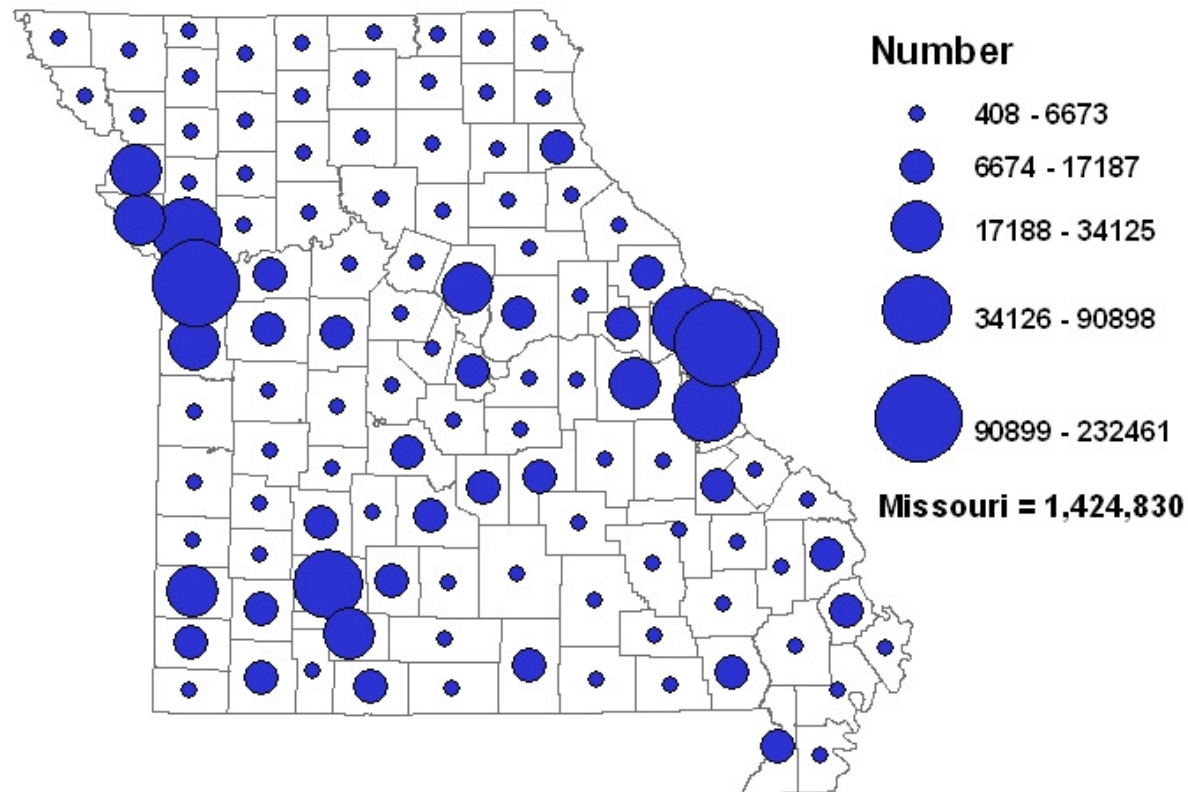 Number
408 - 6673
6674 - 17187
17188 - 34125
34126 - 90898
90899 - 232461
Missouri = 1,424,830